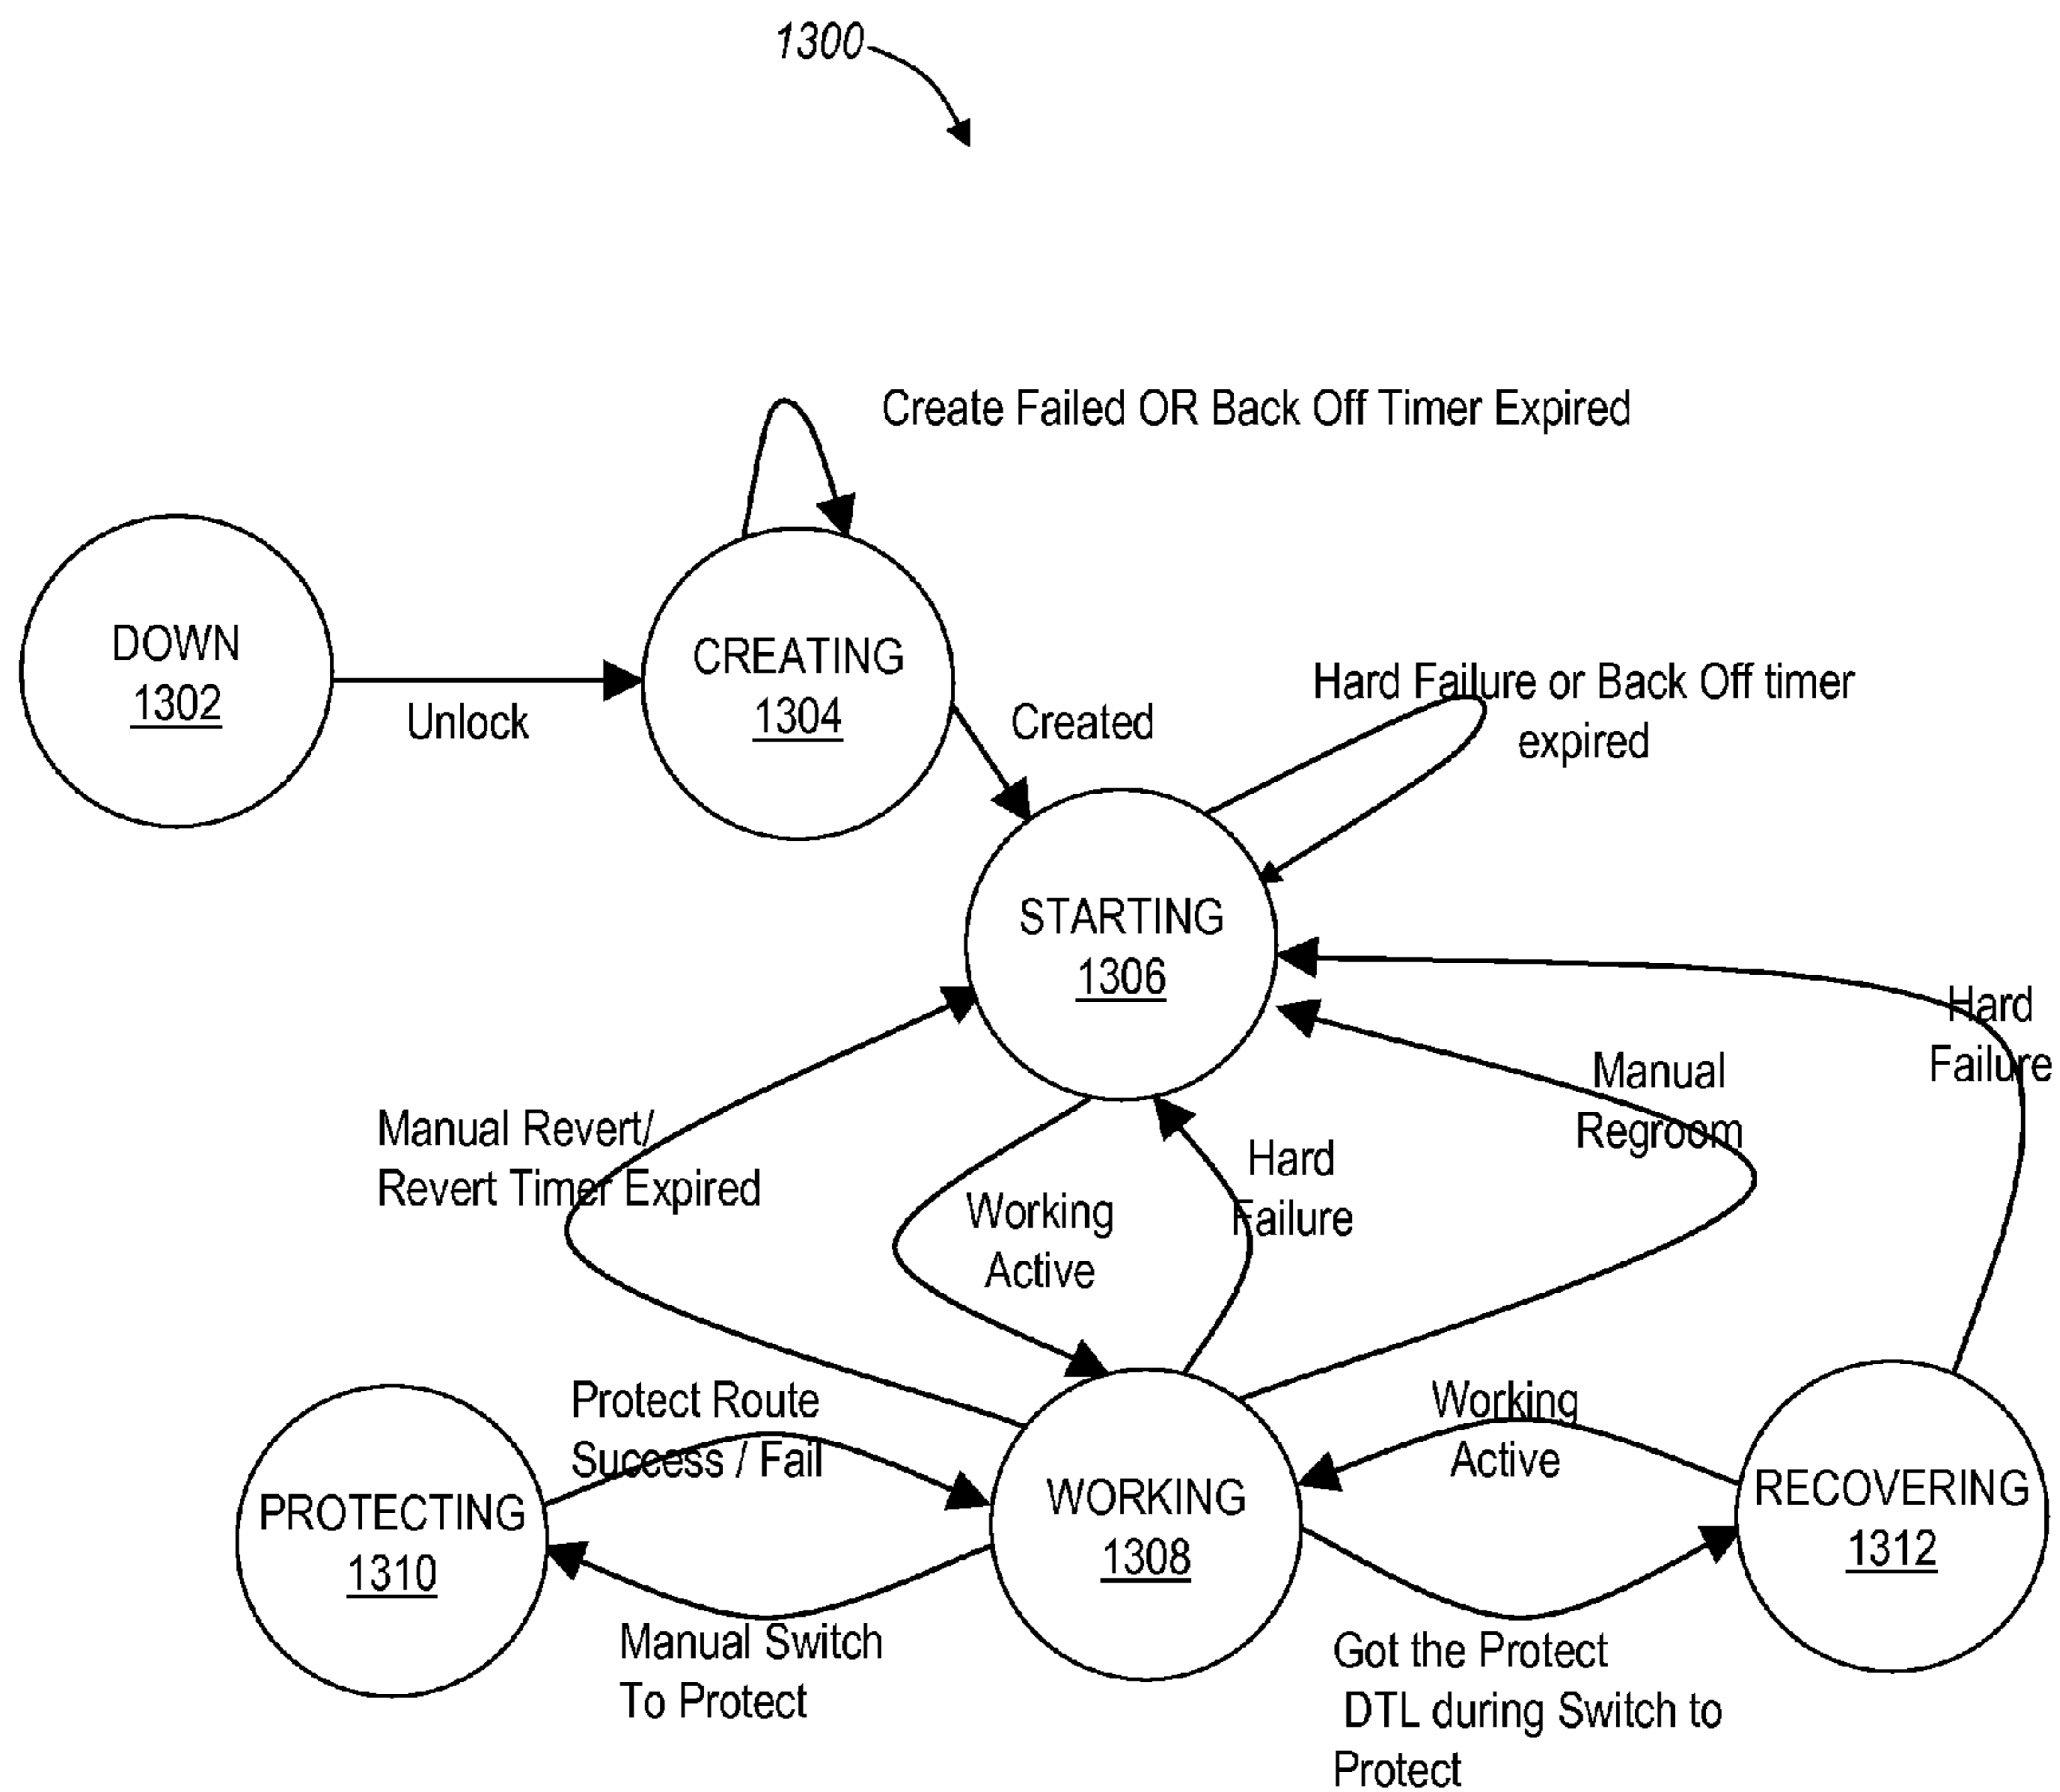 1300
Create Failed OR Back Off Timer Expired
DOWN
1302
Unlock
CREATING
1304
Created
Hard Failure or Back Off timer
expired
STARTING
1306
Hard
Failure
Manual
Regroom
Manual Revert/
Revert Timer Expired
Hard
Failure
Working
Active
Protect Route
Success / Fail
Working
Active
PROTECTING
1310
WORKING
1308
RECOVERING
1312
Manual Switch
To Protect
Got the Protect
DTL during Switch to
Protect